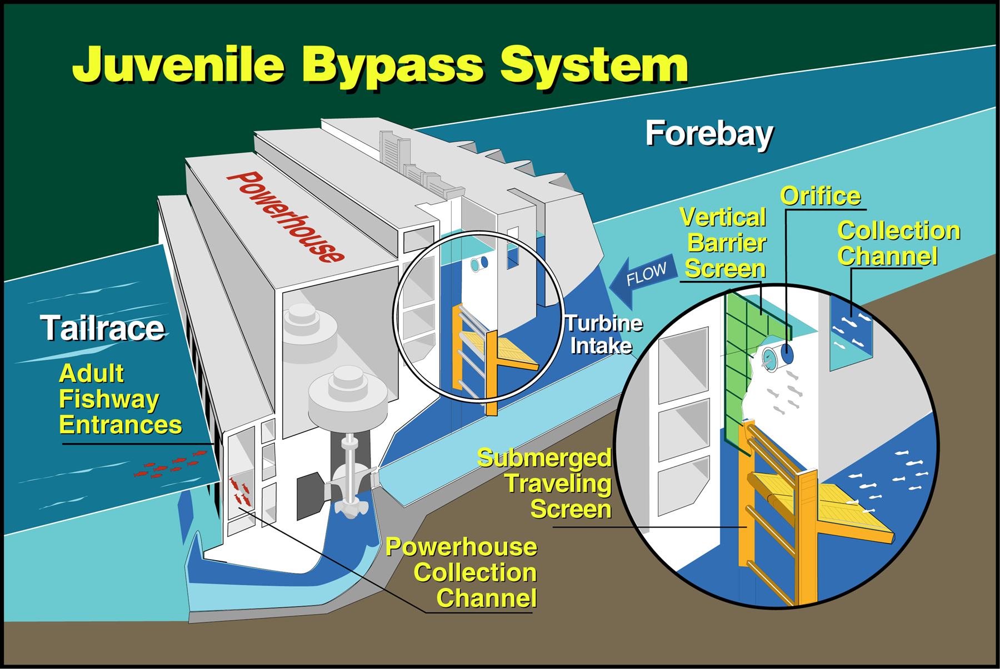 Juvenile Bypass System
Forebay
Powerhouse
Orifice
Vertical
Barrier
Screen
Collection
Channel
FLOW
Tailrace
Turbine
Intake
Adult
Fishway
Entrances
Submerged
Traveling
Screen
Powerhouse
Collection
Channel